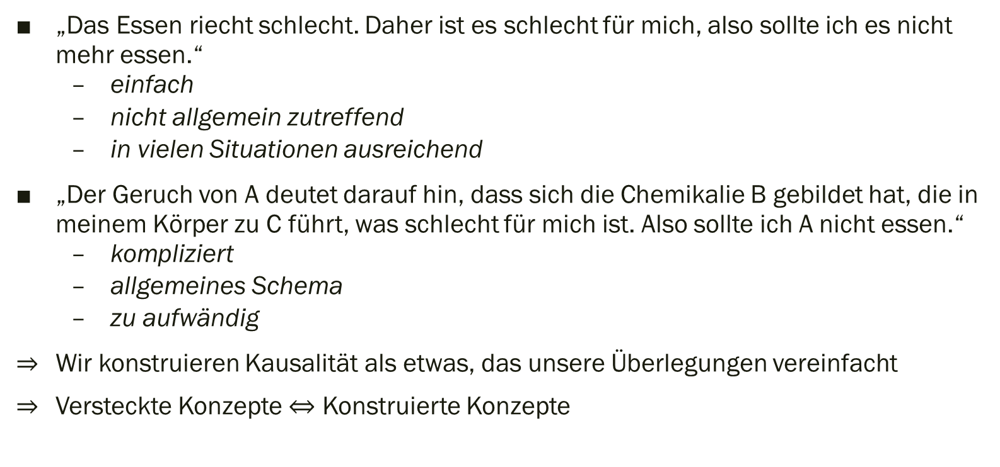 ■ „Das Essen riecht schlecht. Daher ist es schlecht für mich, also sollte ich es nicht
mehr essen.“
– einfach
– nicht allgemein zutreffend
– in vielen Situationen ausreichend
■ „Der Geruch von A deutet darauf hin, dass sich die Chemikalie B gebildet hat, die in
meinem Körper zu C führt, was schlecht für mich ist. Also sollte ich A nicht essen.“
– kompliziert
– allgemeines Schema
– zu aufwändig
⇒ Wir konstruieren Kausalität als etwas, das unsere Überlegungen vereinfacht
⇒ Versteckte Konzepte ⇔ Konstruierte Konzepte